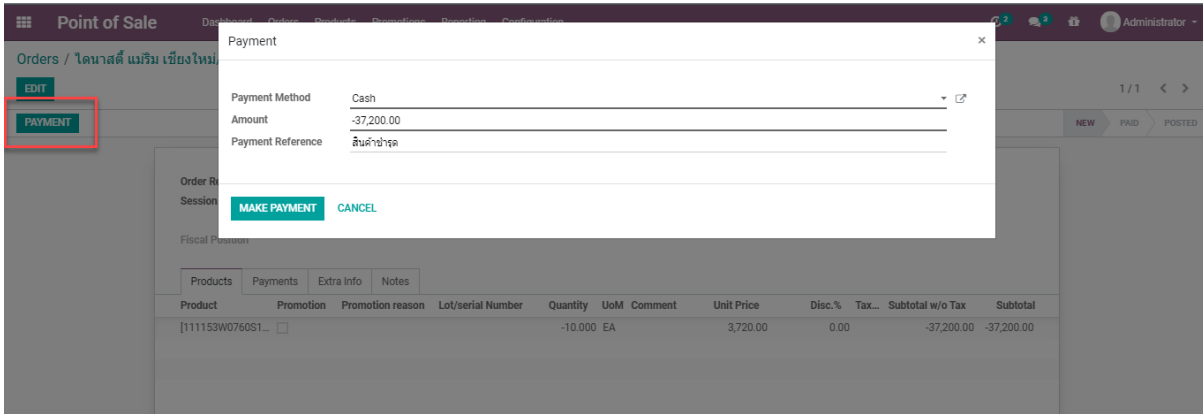 Point of Sale Dashboard Orders Products Promotions Reporting Configuration 2 3 Administrator
Payment ×
Orders / ไดนาสตี้ แม่ริม เชียงใหม่/
EDIT 1 / 1 < >
PAYMENT NEW PAID POSTED
Payment Method Cash
Amount -37,200.00
Payment Reference สินค้าชำรุด
MAKE PAYMENT CANCEL
Order
Session
Fiscal Position
Products Payments Extra Info Notes
Product Promotion Promotion reason Lot/serial Number Quantity UoM Comment Unit Price Disc.% Tax... Subtotal w/o Tax Subtotal
[111153W0760S1... -10.000 EA 3,720.00 0.00 -37,200.00 -37,200.00